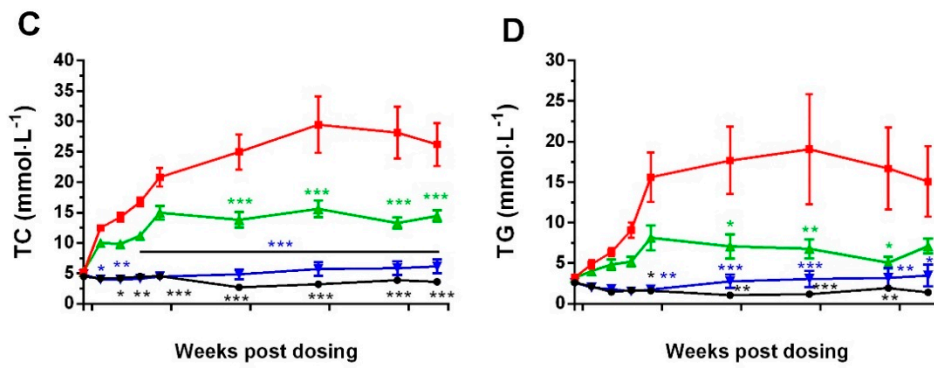 C
TC (mmol·L⁻¹)
40
35
30
25
20
15
10
5
0
*** *** *** ***
***
* **
* ** *** *** *** *** ***
Weeks post dosing
D
TG (mmol·L⁻¹)
30
25
20
15
10
5
0
* ** *
* ** *** *** ** *
** *** **
Weeks post dosing